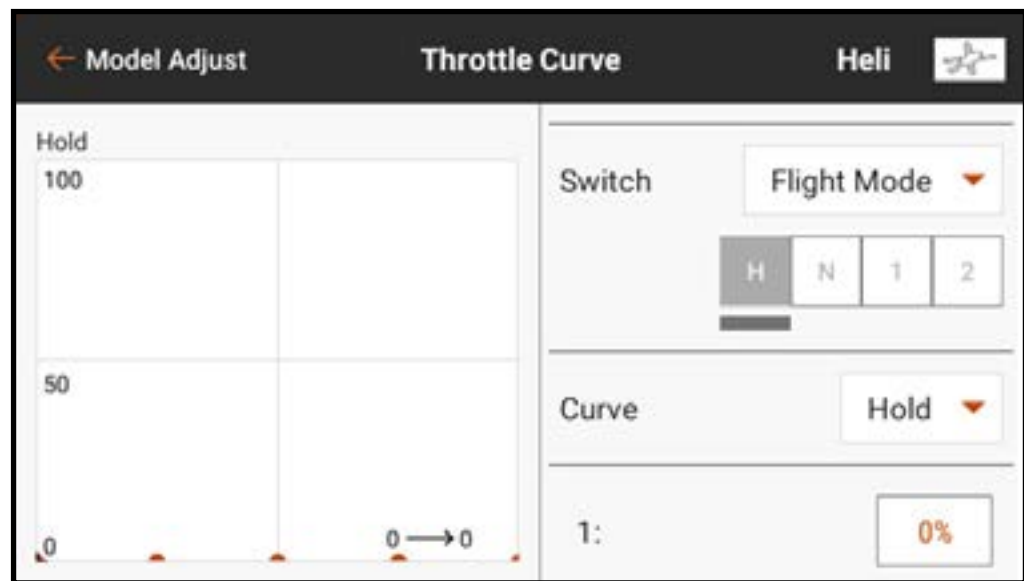 ← Model Adjust Throttle Curve Heli
Hold
100
50
0
0 → 0
Switch Flight Mode
H N 1 2
Curve Hold
1: 0%